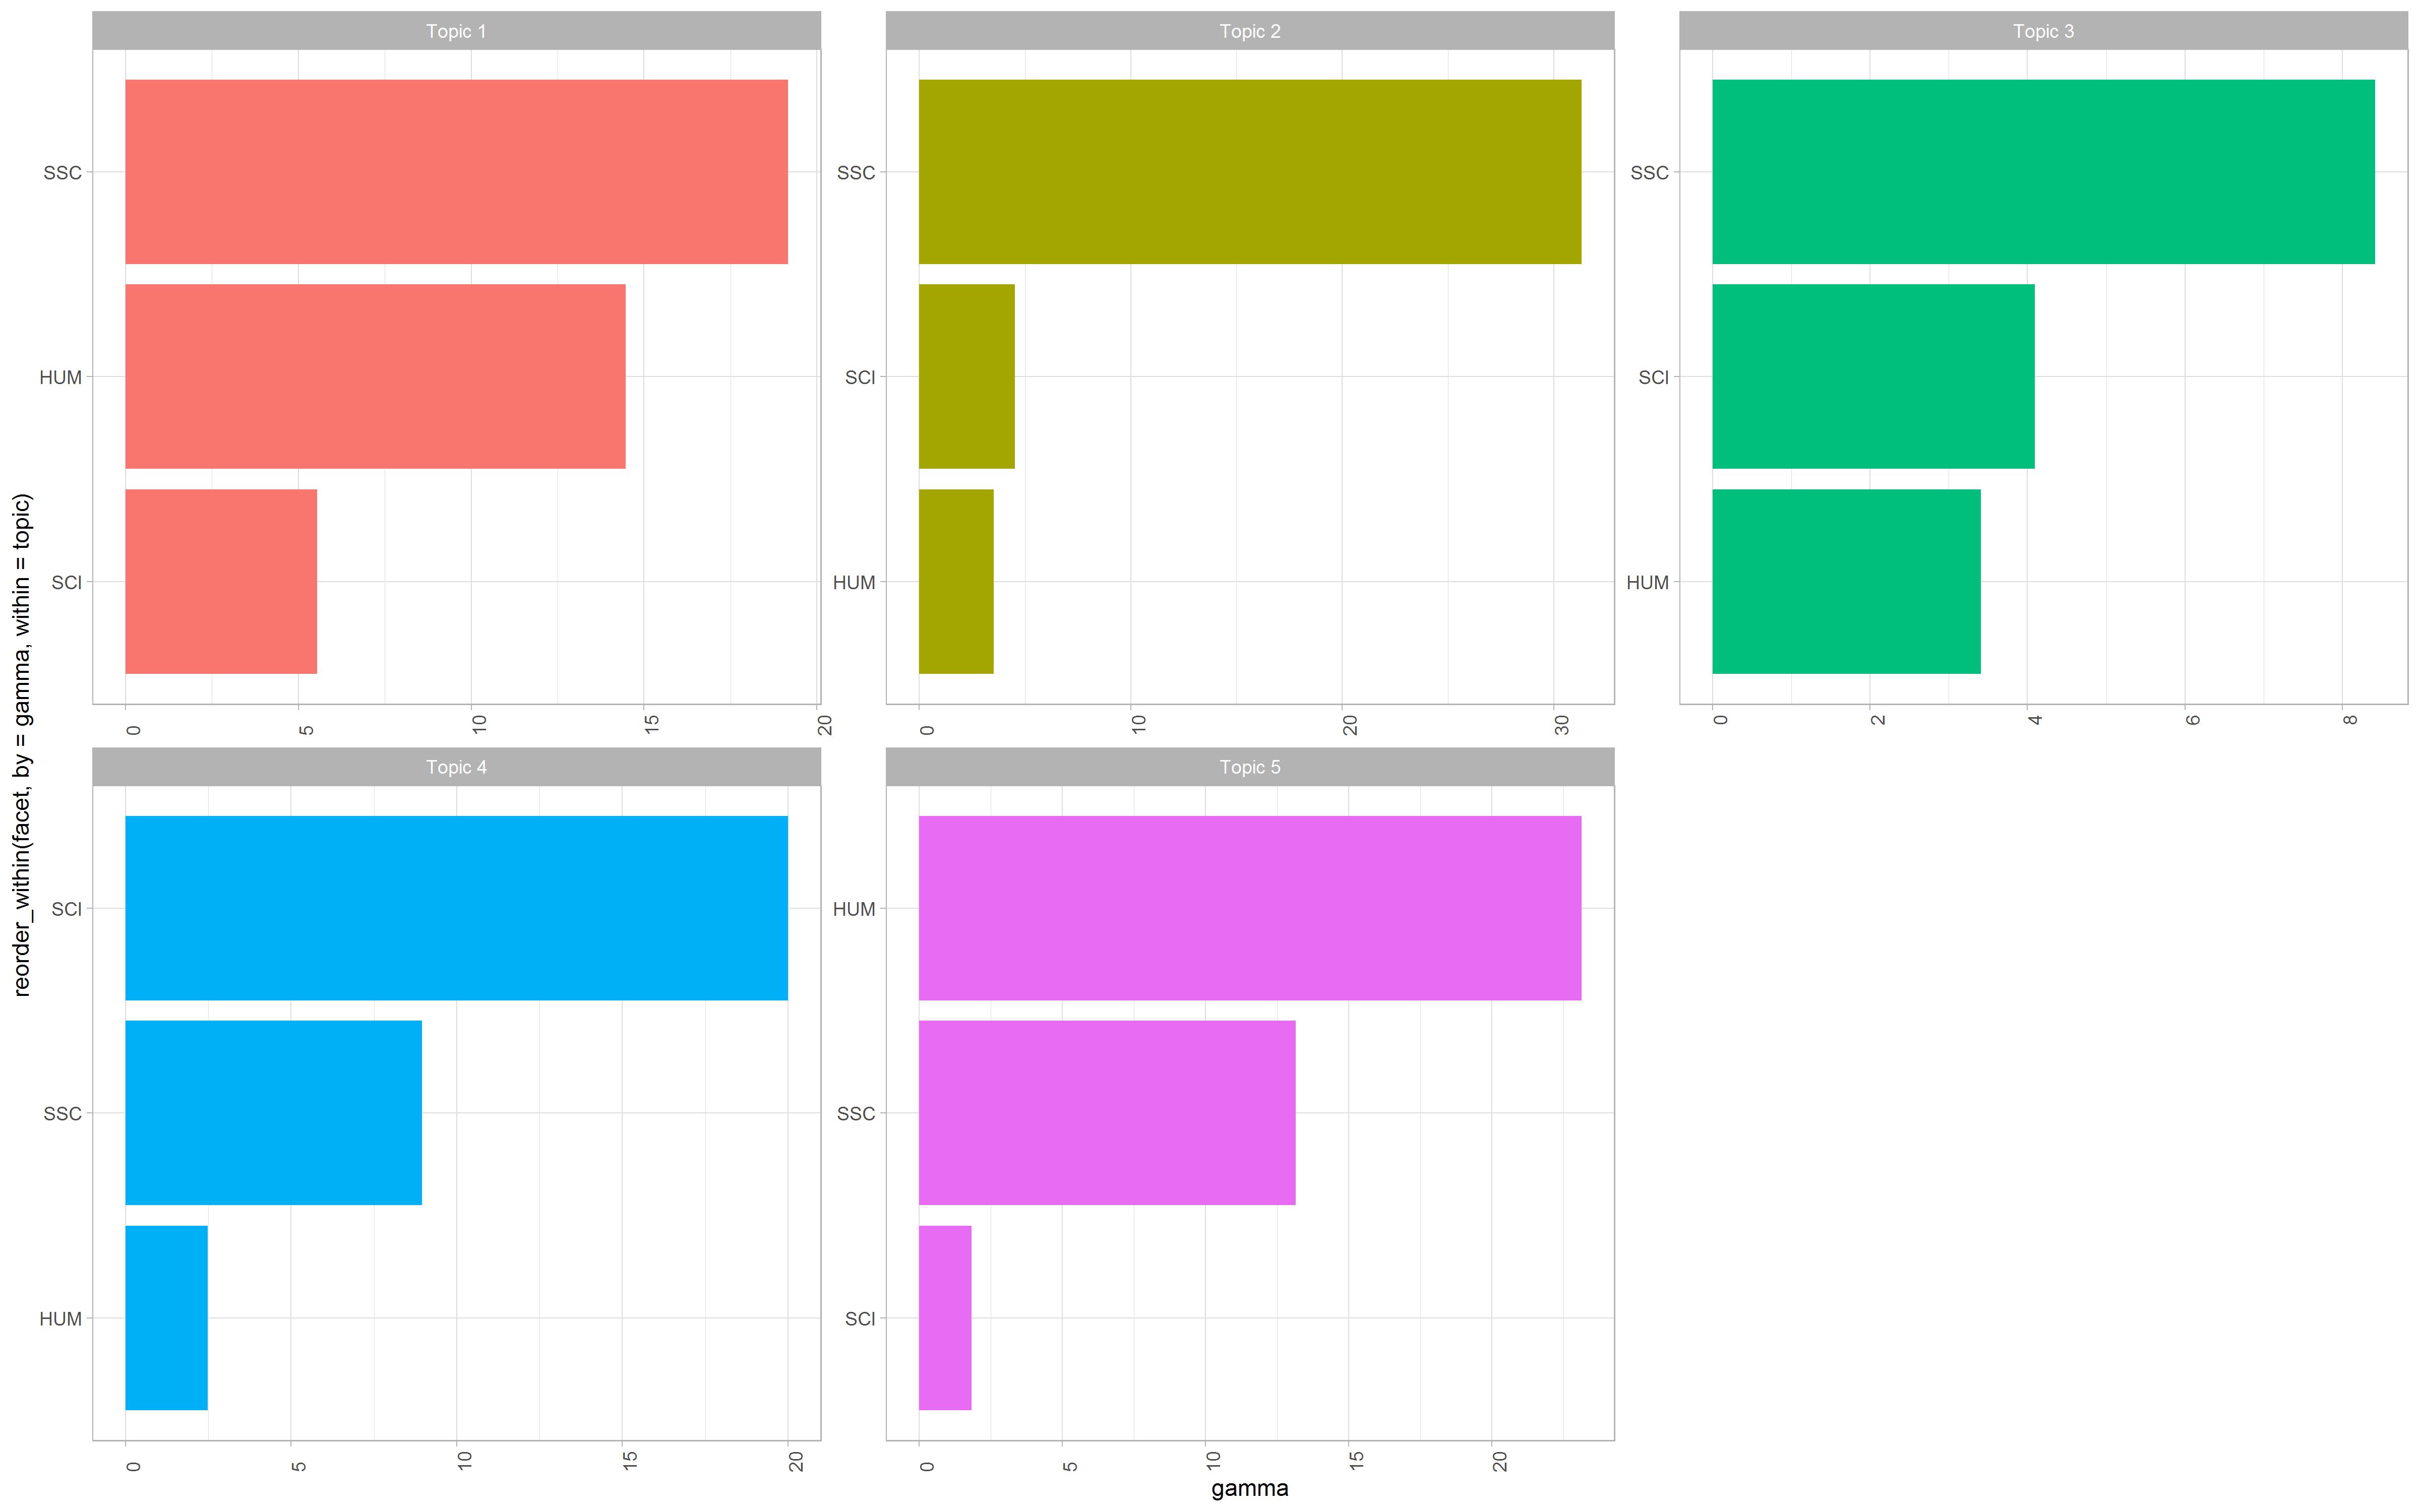 Topic 1
Topic 2
Topic 3
SSC
HUM
SCI
0 5 10 15 20
SSC
SCI
HUM
0 10 20 30
SSC
SCI
HUM
0 2 4 6 8
Topic 4
Topic 5
SCI
SSC
HUM
0 5 10 15 20
HUM
SSC
SCI
0 5 10 15 20
reorder_within(facet, by = gamma, within = topic)
gamma